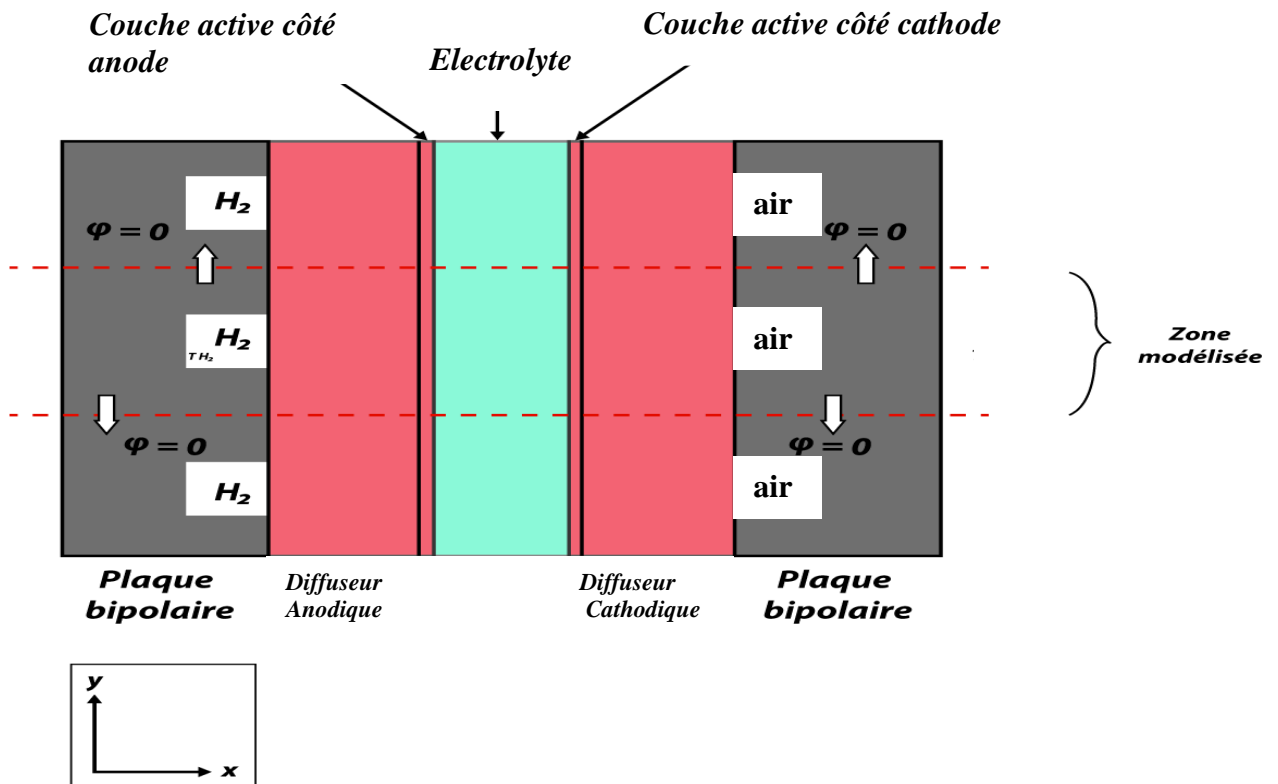 Couche active côté
anode
Electrolyte
Couche active côté cathode
H₂
air
φ = 0
φ = 0
H₂
T H₂
air
Zone
modélisée
φ = 0
φ = 0
H₂
air
Plaque
bipolaire
Diffuseur
Anodique
Diffuseur
Cathodique
Plaque
bipolaire
y
x